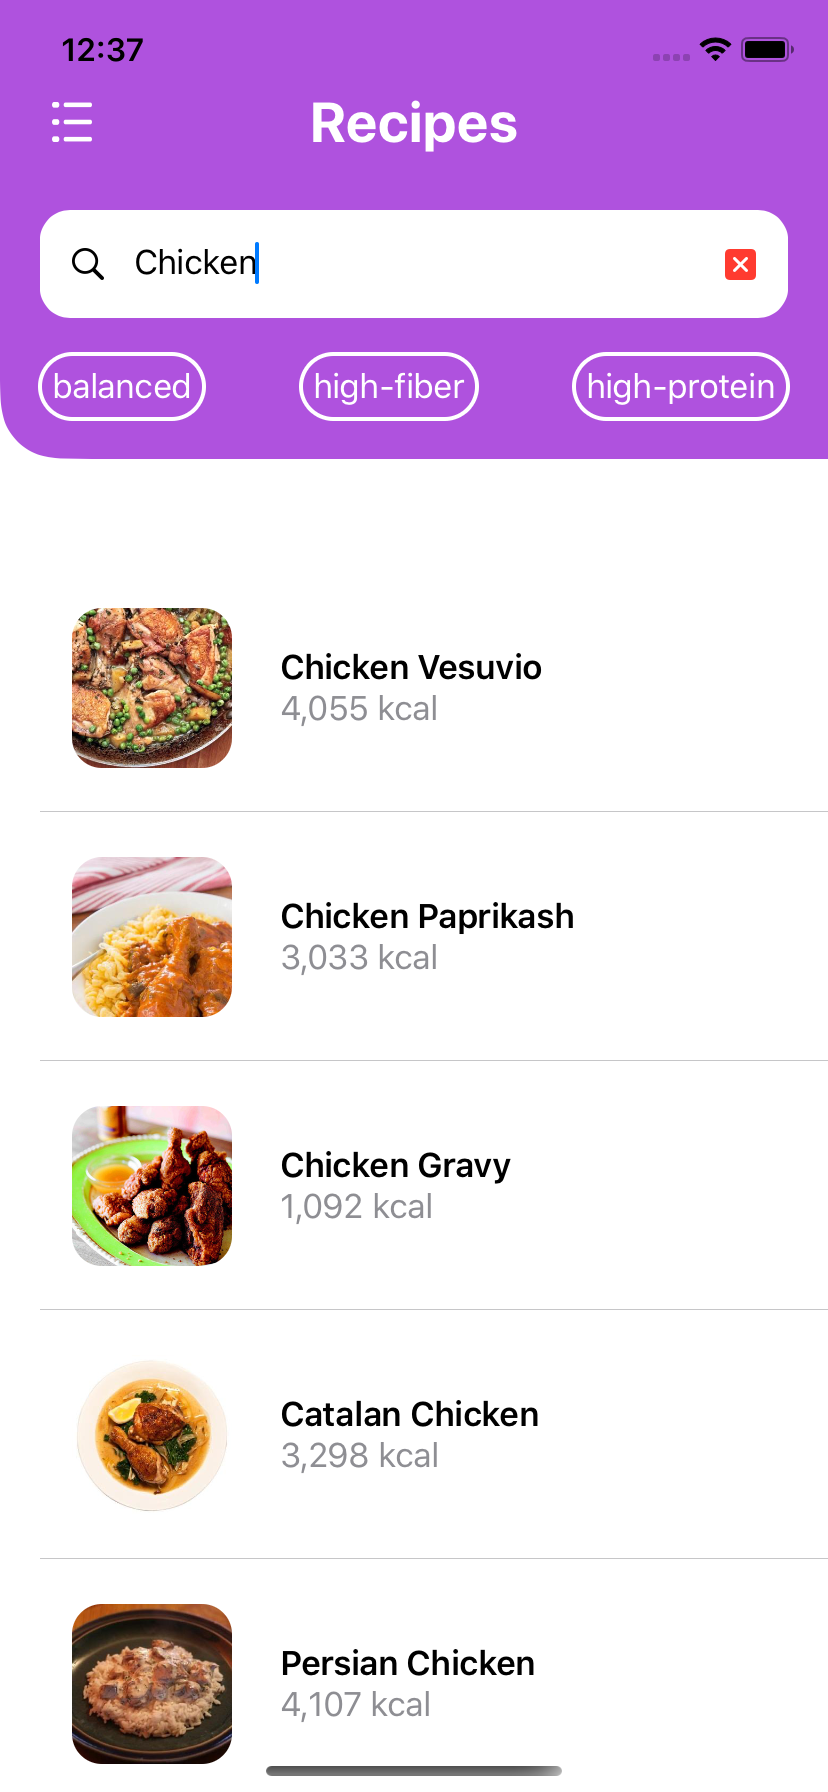 12:37
Recipes
Chicken
balanced high-fiber high-protein
Chicken Vesuvio
4,055 kcal
Chicken Paprikash
3,033 kcal
Chicken Gravy
1,092 kcal
Catalan Chicken
3,298 kcal
Persian Chicken
4,107 kcal